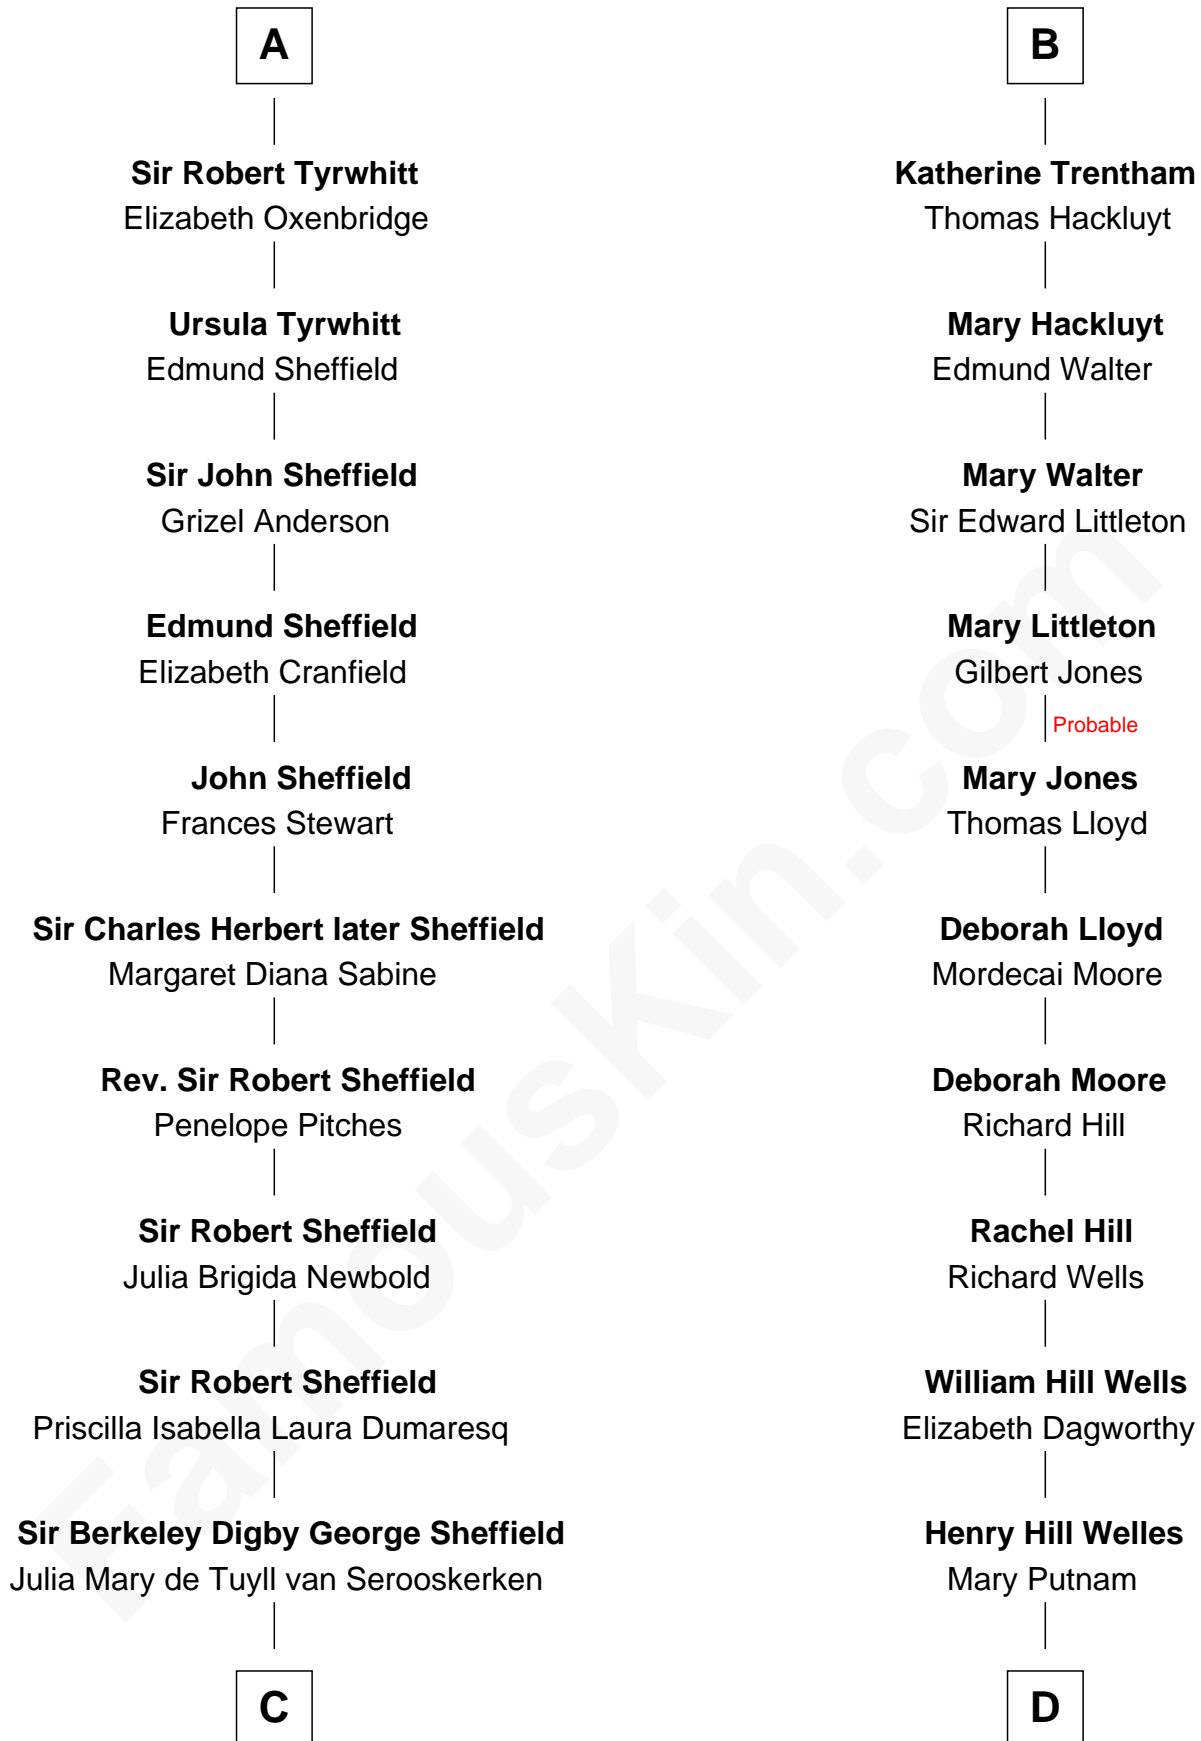 A
Sir Robert Tyrwhitt
Elizabeth Oxenbridge
Ursula Tyrwhitt
Edmund Sheffield
Sir John Sheffield
Grizel Anderson
Edmund Sheffield
Elizabeth Cranfield
John Sheffield
Frances Stewart
Sir Charles Herbert later Sheffield
Margaret Diana Sabine
Rev. Sir Robert Sheffield
Penelope Pitches
Sir Robert Sheffield
Julia Brigida Newbold
Sir Robert Sheffield
Priscilla Isabella Laura Dumaresq
Sir Berkeley Digby George Sheffield
Julia Mary de Tuyll van Serooskerken
C
B
Katherine Trentham
Thomas Hackluyt
Mary Hackluyt
Edmund Walter
Mary Walter
Sir Edward Littleton
Mary Littleton
Gilbert Jones
Probable
Mary Jones
Thomas Lloyd
Deborah Lloyd
Mordecai Moore
Deborah Moore
Richard Hill
Rachel Hill
Richard Wells
William Hill Wells
Elizabeth Dagworthy
Henry Hill Welles
Mary Putnam
D
FamousKin.com